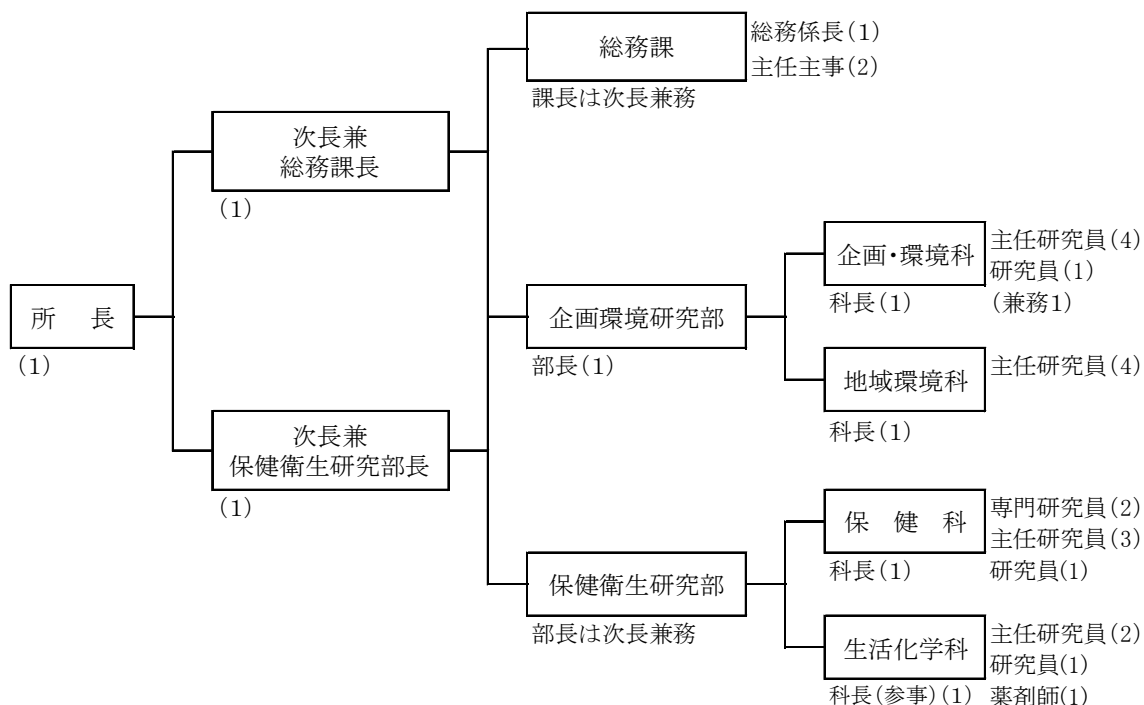 総務課
総務係長(1)
主任主事(2)
課長は次長兼務
次長兼
総務課長
(1)
企画・環境科
主任研究員(4)
研究員(1)
(兼務1)
科長(1)
所　長
(1)
企画環境研究部
部長(1)
地域環境科
主任研究員(4)
科長(1)
次長兼
保健衛生研究部長
(1)
保　健　科
専門研究員(2)
主任研究員(3)
研究員(1)
科長(1)
保健衛生研究部
部長は次長兼務
生活化学科
主任研究員(2)
研究員(1)
薬剤師(1)
科長(参事)(1)